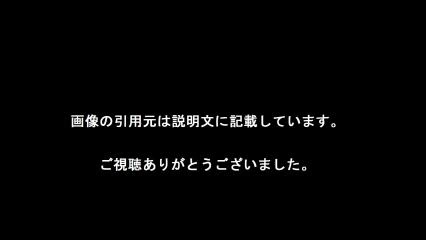 画像の引用元は説明文に記載しています。
ご視聴ありがとうございました。